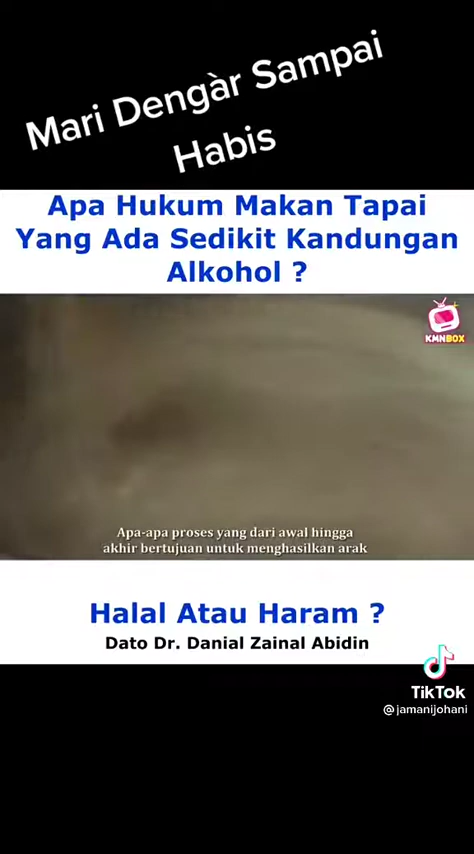 Mari Dengàr Sampai
Habis
Apa Hukum Makan Tapai
Yang Ada Sedikit Kandungan
Alkohol ?
KMNBOX
Apa-apa proses yang dari awal hingga
akhir bertujuan untuk menghasilkan arak
Halal Atau Haram ?
Dato Dr. Danial Zainal Abidin
TikTok
@jamanijohani